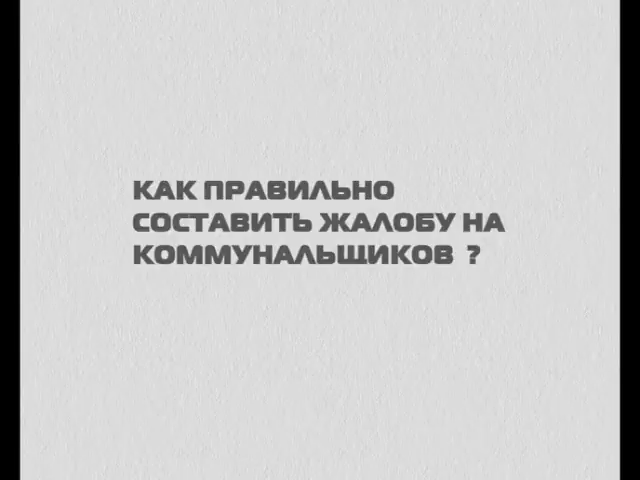 КАК ПРАВИЛЬНО
СОСТАВИТЬ ЖАЛОБУ НА
КОММУНАЛЬЩИКОВ ?